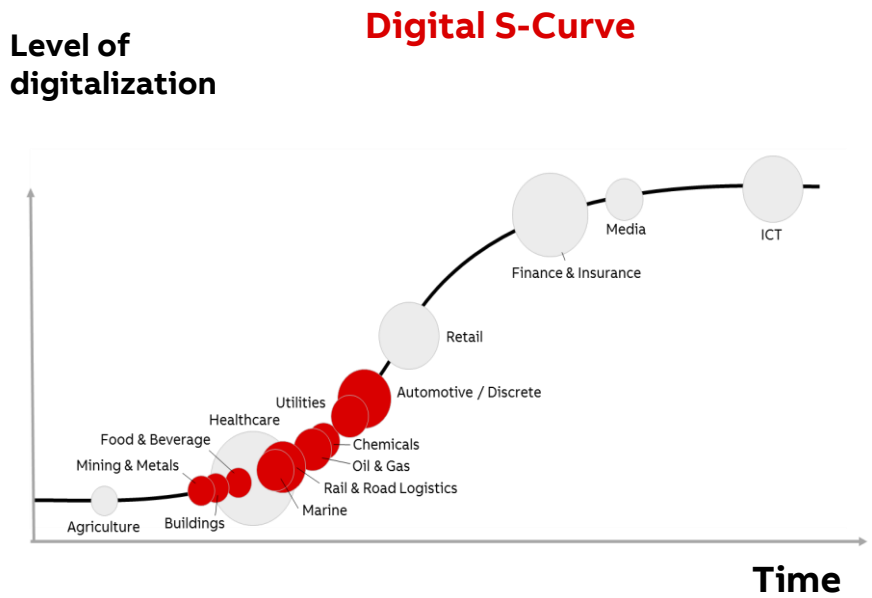 Digital S-Curve
Level of
digitalization
Media
ICT
Finance & Insurance
Retail
Automotive / Discrete
Utilities
Healthcare
Food & Beverage
Chemicals
Mining & Metals
Oil & Gas
Rail & Road Logistics
Marine
Buildings
Agriculture
Time